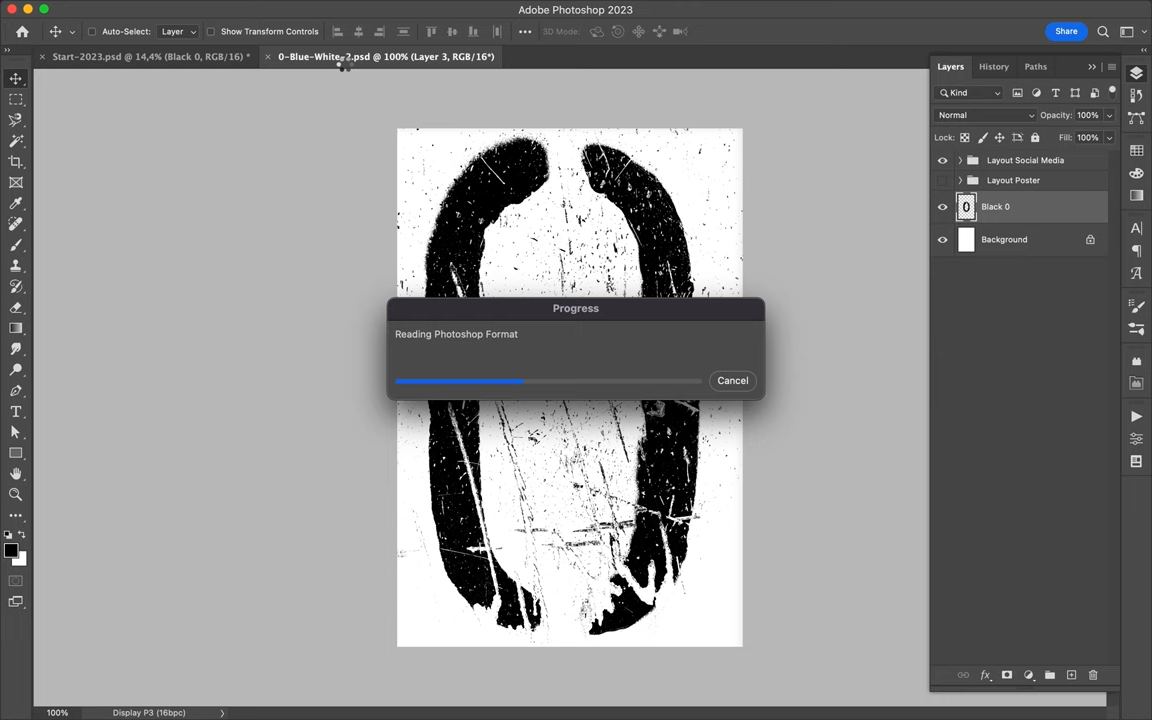 Adobe Photoshop 2023
Auto-Select: Layer Show Transform Controls 3D Mode: Share
Start-2023.psd @ 14,4% (Black 0, RGB/16) *
0-Blue-White-2.psd @ 100% (Layer 3, RGB/16*)
Layers History Paths
Kind
Normal Opacity: 100%
Lock: Fill: 100%
Layout Social Media
Layout Poster
Black 0
Background
Progress
Reading Photoshop Format
Cancel
100% Display P3 (16bpc)